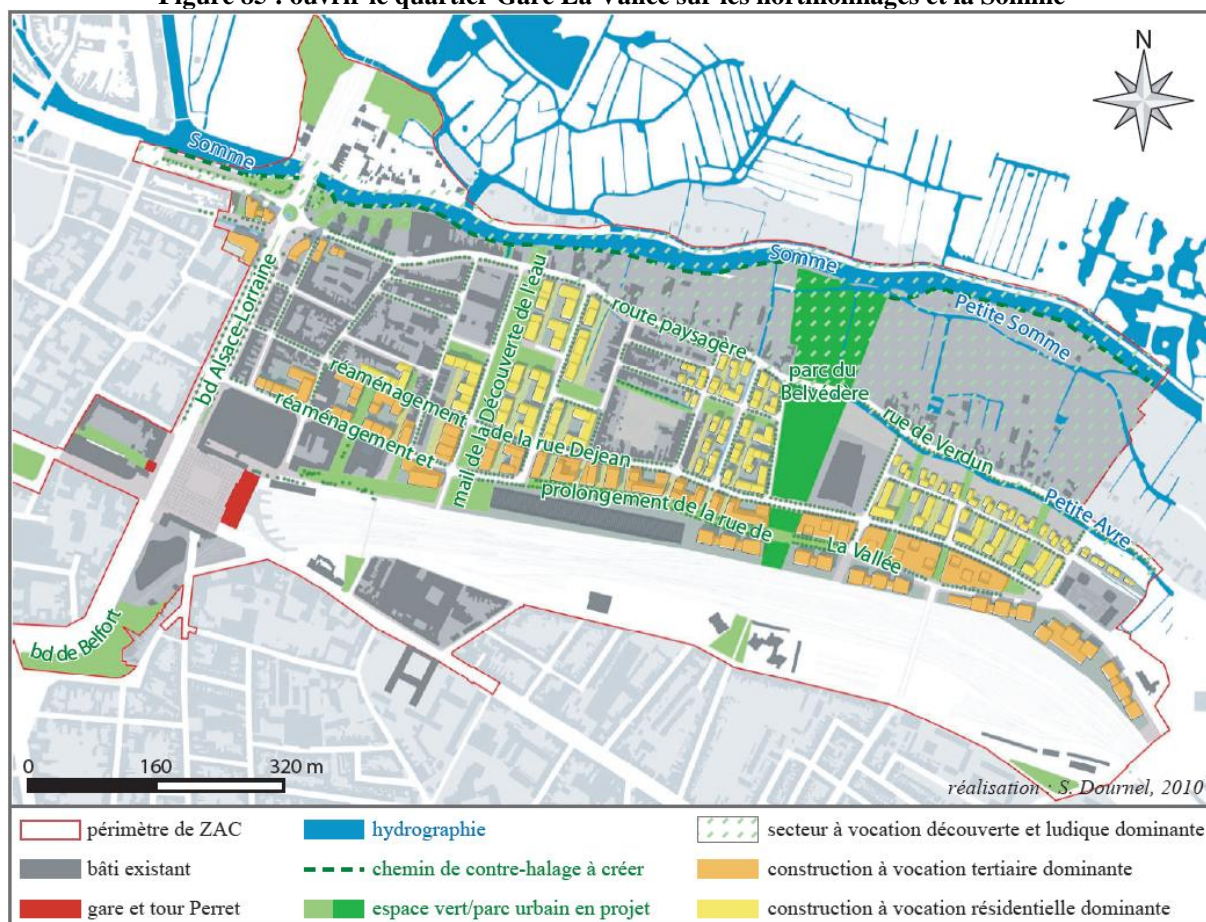 Figure 85 : ouvrir le quartier Gare La Vallée sur les hortillonnages et la Somme
N
Somme
Somme
Petite Somme
bd Alsace-Lorraine
mail de la Découverte de l'eau
route paysagère
parc du
Belvédère
rue de Verdun
Petite Avre
réaménagement
de la rue Dejean
réaménagement et
prolongement de la rue de
La Vallée
bd de Belfort
0 160 320 m
réalisation : S. Dournel, 2010
périmètre de ZAC
hydrographie
secteur à vocation découverte et ludique dominante
bâti existant
chemin de contre-halage à créer
construction à vocation tertiaire dominante
gare et tour Perret
espace vert/parc urbain en projet
construction à vocation résidentielle dominante